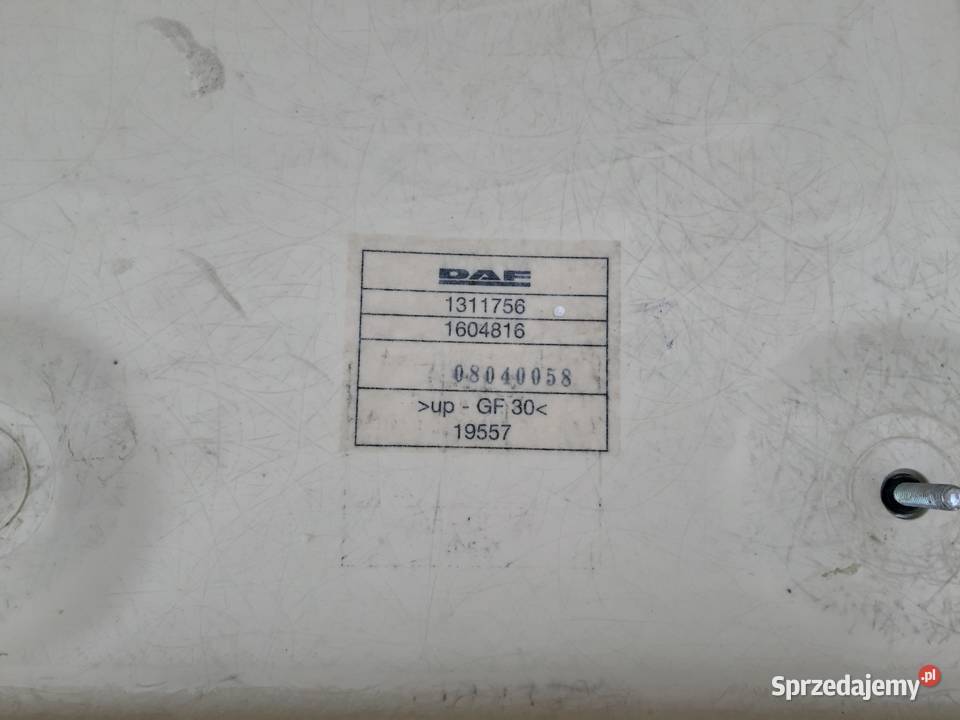 DAF
1311756
1604816
08040058
>up - GF 30<
19557
Sprzedajemy.pl